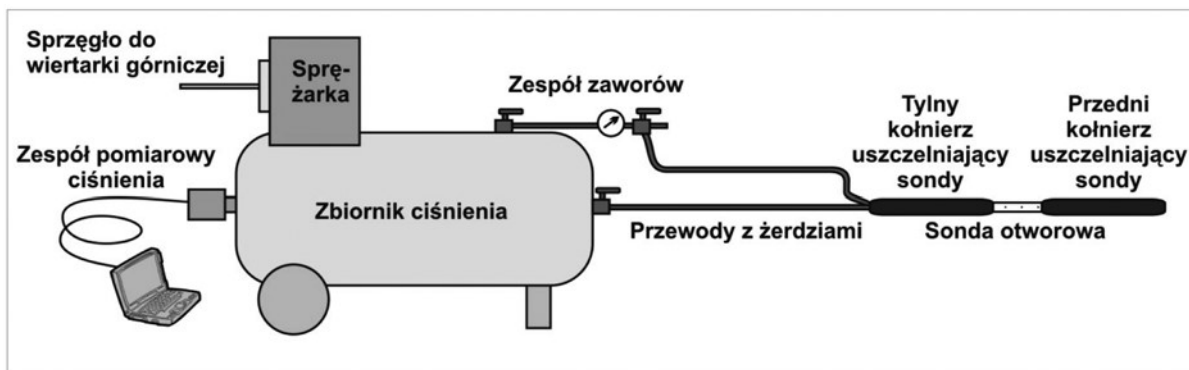 Sprzęgło do
wiertarki górniczej
Sprę-
żarka
Zespół zaworów
Tylny
kołnierz
uszczelniający
sondy
Przedni
kołnierz
uszczelniający
sondy
Zespół pomiarowy
ciśnienia
Zbiornik ciśnienia
Przewody z żerdziami
Sonda otworowa